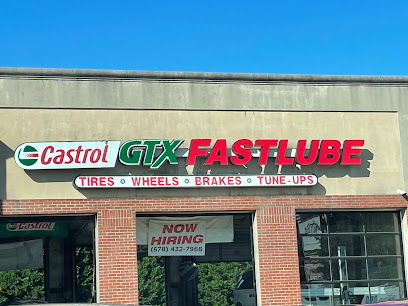 Castrol GTX FASTLUBE
TIRES • WHEELS • BRAKES • TUNE-UPS
Castrol
NOW
HIRING
(678) 432-7966